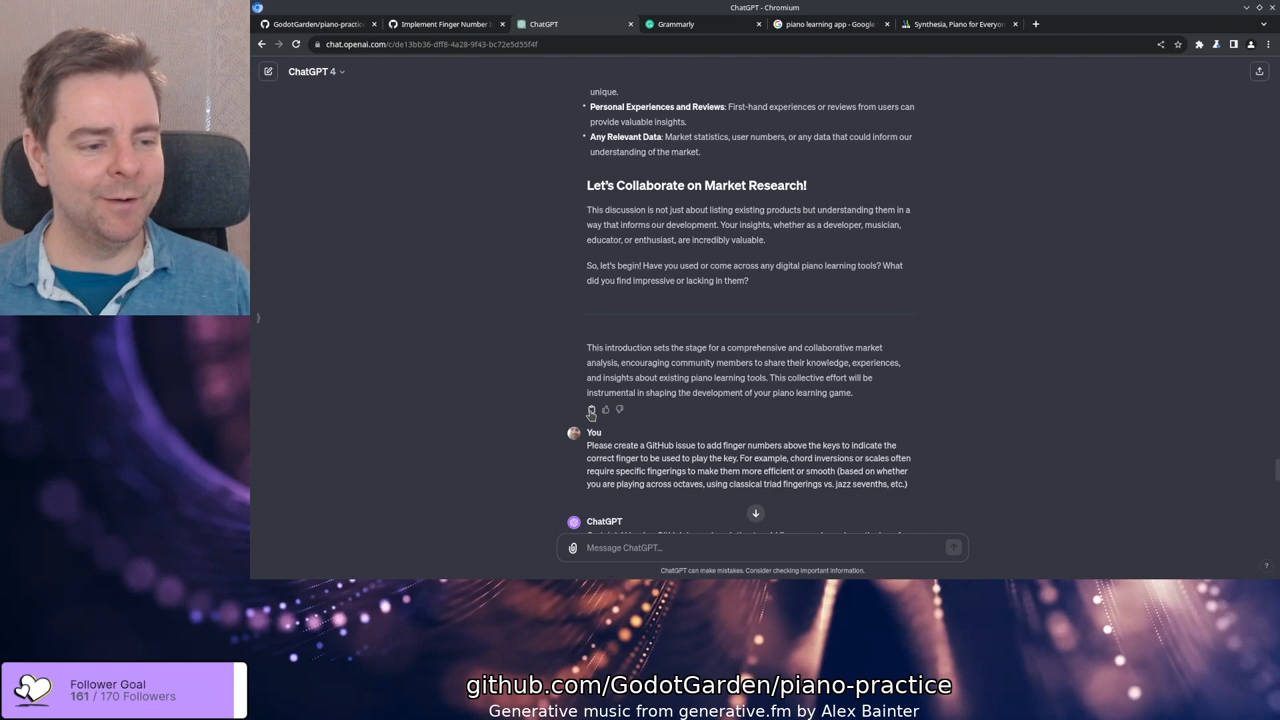 ChatGPT - Chromium
GodotGarden/piano-practic
Implement Finger Number I
ChatGPT
Grammarly
piano learning app - Google
Synthesia, Piano for Everyon
chat.openai.com/c/de13bb36-dff8-4a28-9f43-bc72e5d55f4f
ChatGPT 4
unique.
• Personal Experiences and Reviews: First-hand experiences or reviews from users can
provide valuable insights.
• Any Relevant Data: Market statistics, user numbers, or any data that could inform our
understanding of the market.
Let's Collaborate on Market Research!
This discussion is not just about listing existing products but understanding them in a
way that informs our development. Your insights, whether as a developer, musician,
educator, or enthusiast, are incredibly valuable.
So, let's begin! Have you used or come across any digital piano learning tools? What
did you find impressive or lacking in them?
This introduction sets the stage for a comprehensive and collaborative market
analysis, encouraging community members to share their knowledge, experiences,
and insights about existing piano learning tools. This collective effort will be
instrumental in shaping the development of your piano learning game.
You
Please create a GitHub issue to add finger numbers above the keys to indicate the
correct finger to be used to play the key. For example, chord inversions or scales often
require specific fingerings to make them more efficient or smooth (based on whether
you are playing across octaves, using classical triad fingerings vs. jazz sevenths, etc.)
ChatGPT
Message ChatGPT...
ChatGPT can make mistakes. Consider checking important information.
?
Follower Goal
161 / 170 Followers
github.com/GodotGarden/piano-practice
Generative music from generative.fm by Alex Bainter